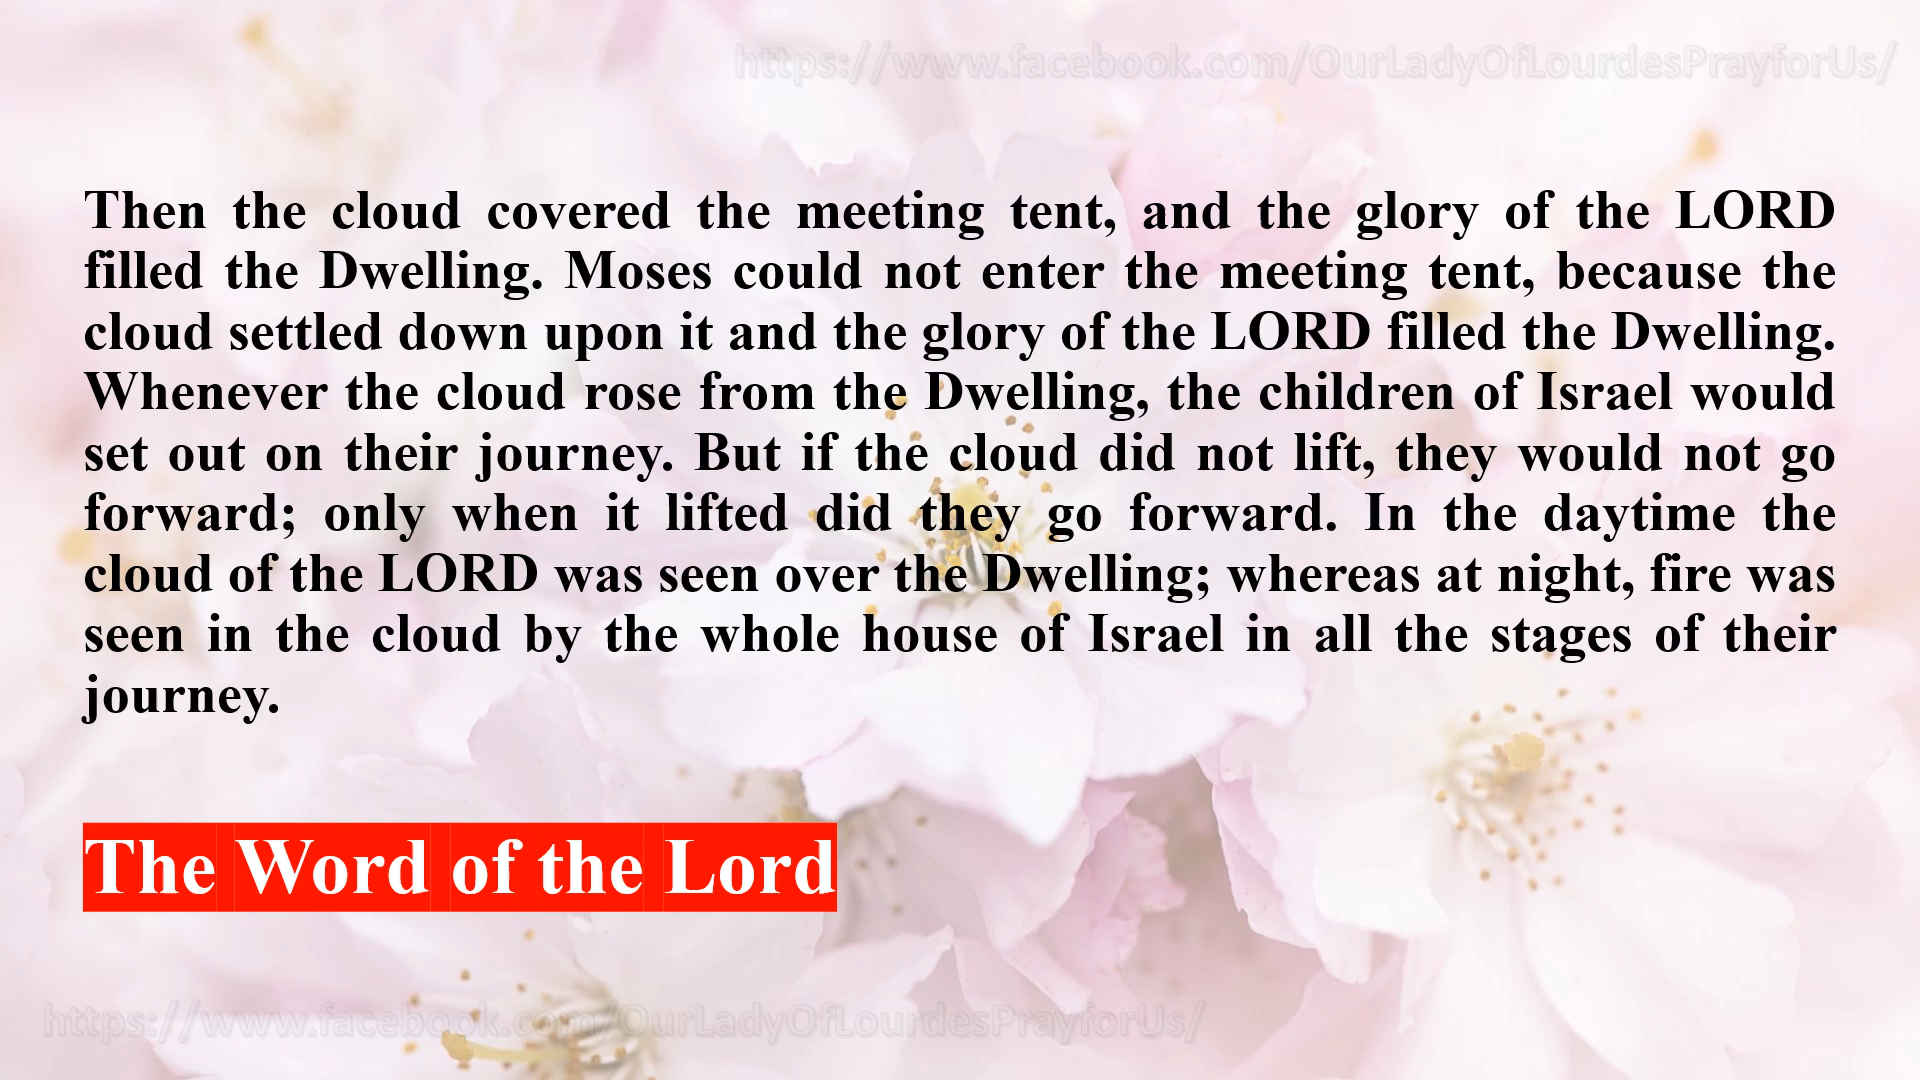 https://www.facebook.com/OurLadyOfLourdesPrayforUs/
Then the cloud covered the meeting tent, and the glory of the LORD
filled the Dwelling. Moses could not enter the meeting tent, because the
cloud settled down upon it and the glory of the LORD filled the Dwelling.
Whenever the cloud rose from the Dwelling, the children of Israel would
set out on their journey. But if the cloud did not lift, they would not go
forward; only when it lifted did they go forward. In the daytime the
cloud of the LORD was seen over the Dwelling; whereas at night, fire was
seen in the cloud by the whole house of Israel in all the stages of their
journey.
The Word of the Lord
https://www.facebook.com/OurLadyOfLourdesPrayforUs/